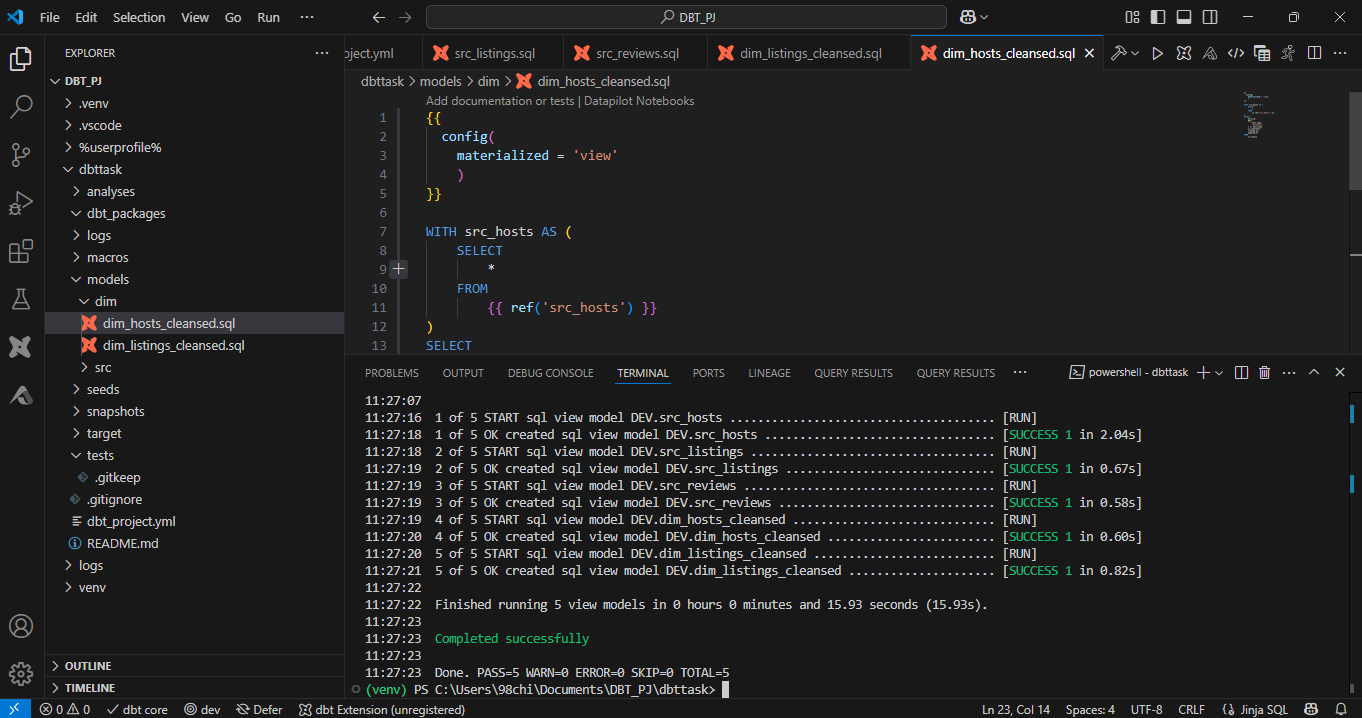 File Edit Selection View Go Run ···
DBT_PJ
EXPLORER ···
DBT_PJ
.venv
.vscode
%userprofile%
dbttask
analyses
dbt_packages
logs
macros
models
dim
dim_hosts_cleansed.sql
dim_listings_cleansed.sql
src
seeds
snapshots
target
tests
.gitkeep
.gitignore
dbt_project.yml
README.md
logs
venv
OUTLINE
TIMELINE
oject.yml src_listings.sql src_reviews.sql dim_listings_cleansed.sql dim_hosts_cleansed.sql
dbttask > models > dim > dim_hosts_cleansed.sql
Add documentation or tests | Datapilot Notebooks
1 {{
2 config(
3 materialized = 'view'
4 )
5 }}
6
7 WITH src_hosts AS (
8 SELECT
9 *
10 FROM
11 {{ ref('src_hosts') }}
12 )
13 SELECT
PROBLEMS OUTPUT DEBUG CONSOLE TERMINAL PORTS LINEAGE QUERY RESULTS QUERY RESULTS ··· powershell - dbttask
11:27:07
11:27:16 1 of 5 START sql view model DEV.src_hosts ...................................... [RUN]
11:27:18 1 of 5 OK created sql view model DEV.src_hosts ................................. [SUCCESS 1 in 2.04s]
11:27:18 2 of 5 START sql view model DEV.src_listings ................................... [RUN]
11:27:19 2 of 5 OK created sql view model DEV.src_listings .............................. [SUCCESS 1 in 0.67s]
11:27:19 3 of 5 START sql view model DEV.src_reviews .................................... [RUN]
11:27:19 3 of 5 OK created sql view model DEV.src_reviews ............................... [SUCCESS 1 in 0.58s]
11:27:19 4 of 5 START sql view model DEV.dim_hosts_cleansed ............................. [RUN]
11:27:20 4 of 5 OK created sql view model DEV.dim_hosts_cleansed ........................ [SUCCESS 1 in 0.60s]
11:27:20 5 of 5 START sql view model DEV.dim_listings_cleansed .......................... [RUN]
11:27:21 5 of 5 OK created sql view model DEV.dim_listings_cleansed ..................... [SUCCESS 1 in 0.82s]
11:27:22
11:27:22 Finished running 5 view models in 0 hours 0 minutes and 15.93 seconds (15.93s).
11:27:23
11:27:23 Completed successfully
11:27:23
11:27:23 Done. PASS=5 WARN=0 ERROR=0 SKIP=0 TOTAL=5
(venv) PS C:\Users\98chi\Documents\DBT_PJ\dbttask>
0 0 dbt core dev Defer dbt Extension (unregistered) Ln 23, Col 14 Spaces: 4 UTF-8 CRLF Jinja SQL